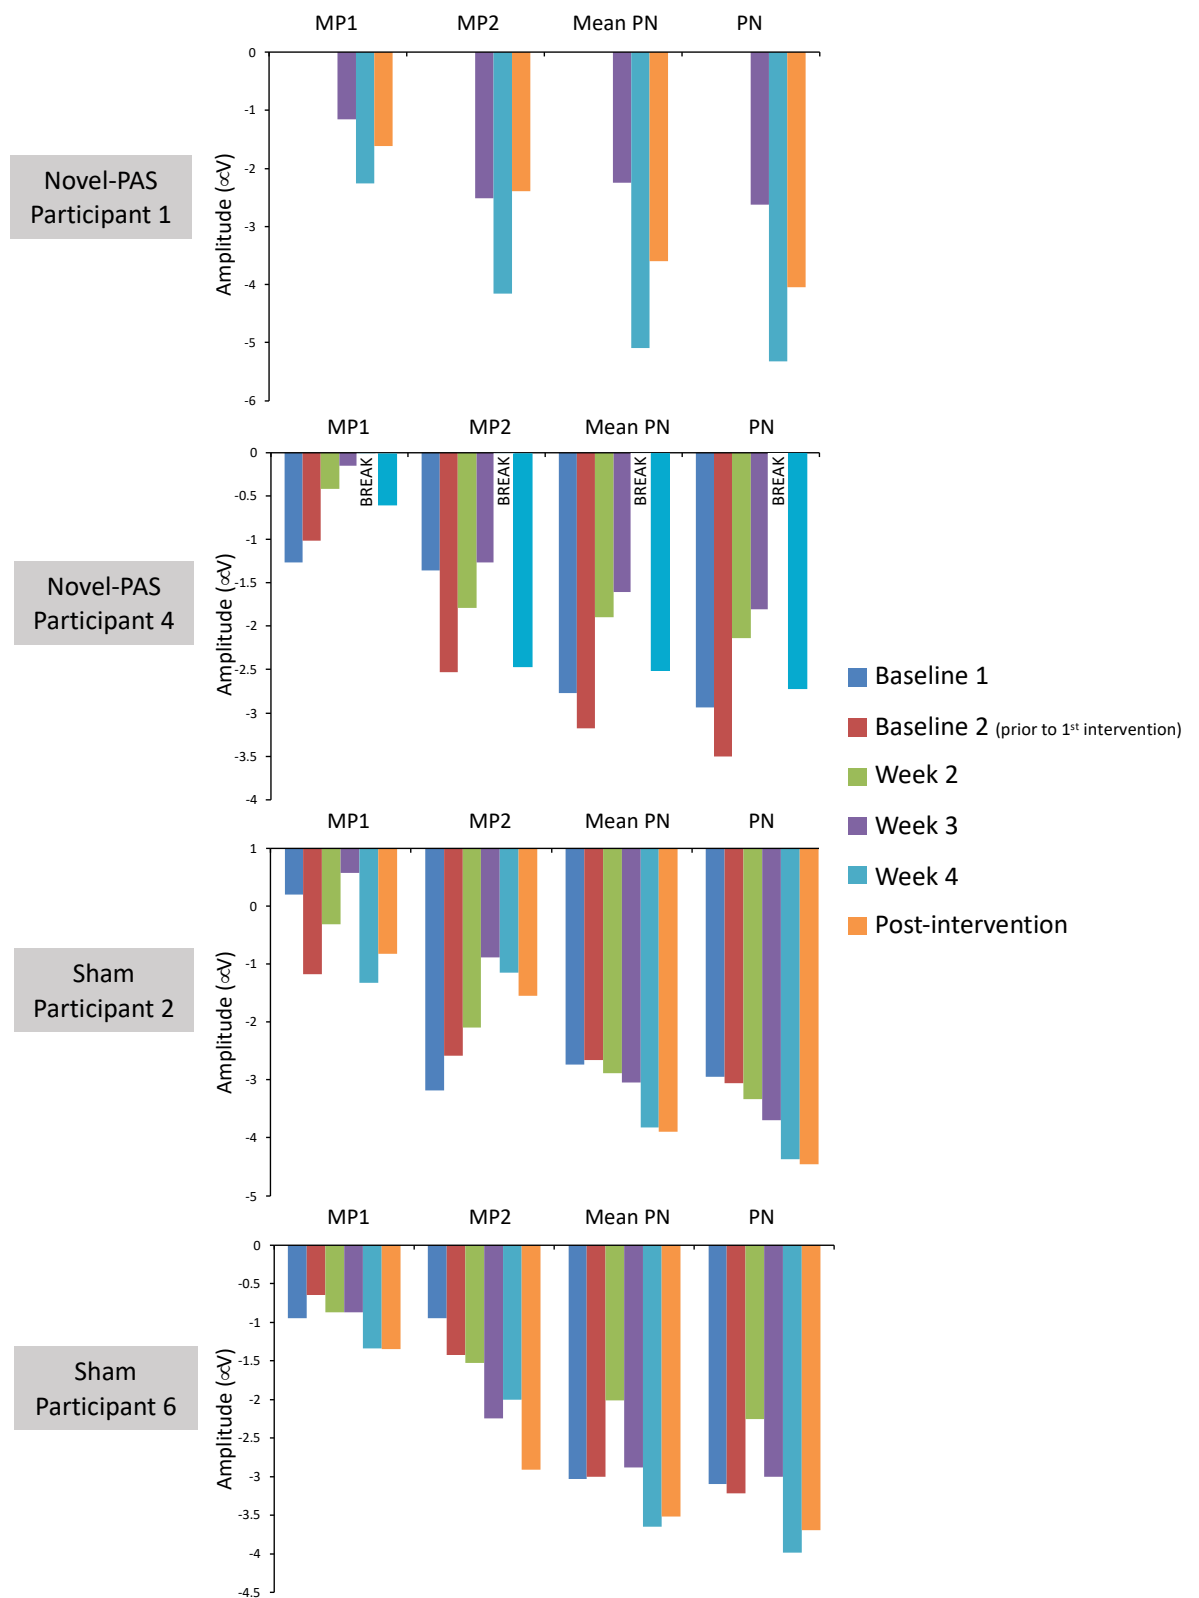 MP1 MP2 Mean PN PN
0
-1
-2
-3
-4
-5
-6
Amplitude (∝V)
Novel-PAS
Participant 1
MP1 MP2 Mean PN PN
0
-0.5
-1
-1.5
-2
-2.5
-3
-3.5
-4
Amplitude (∝V)
BREAK BREAK BREAK BREAK
Novel-PAS
Participant 4
Baseline 1
Baseline 2 (prior to 1st intervention)
Week 2
Week 3
Week 4
Post-intervention
MP1 MP2 Mean PN PN
1
0
-1
-2
-3
-4
-5
Amplitude (∝V)
Sham
Participant 2
MP1 MP2 Mean PN PN
0
-0.5
-1
-1.5
-2
-2.5
-3
-3.5
-4
-4.5
Amplitude (∝V)
Sham
Participant 6